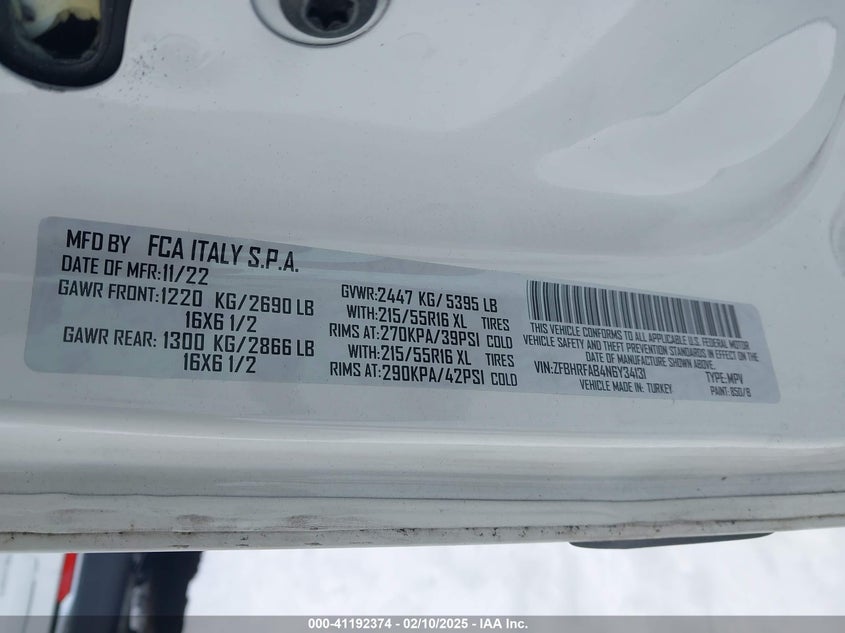 MFD BY FCA ITALY S.P.A.
DATE OF MFR:11/22
GAWR FRONT:1220 KG/2690 LB
16X6 1/2
GAWR REAR: 1300 KG/2866 LB
16X6 1/2
GVWR:2447 KG/ 5395 LB
WITH:215/55R16 XL TIRES
RIMS AT:270KPA/39PSI COLD
WITH:215/55R16 XL TIRES
RIMS AT:290KPA/42PSI COLD
THIS VEHICLE CONFORMS TO ALL APPLICABLE U.S. FEDERAL MOTOR
VEHICLE SAFETY AND THEFT PREVENTION STANDARDS IN EFFECT ON THE
DATE OF MANUFACTURE SHOWN ABOVE.
VIN:ZFBHRFAB4N6Y34131 TYPE:MPV
VEHICLE MADE IN: TURKEY PAINT: 850/B
000-41192374 - 02/10/2025 - IAA Inc.